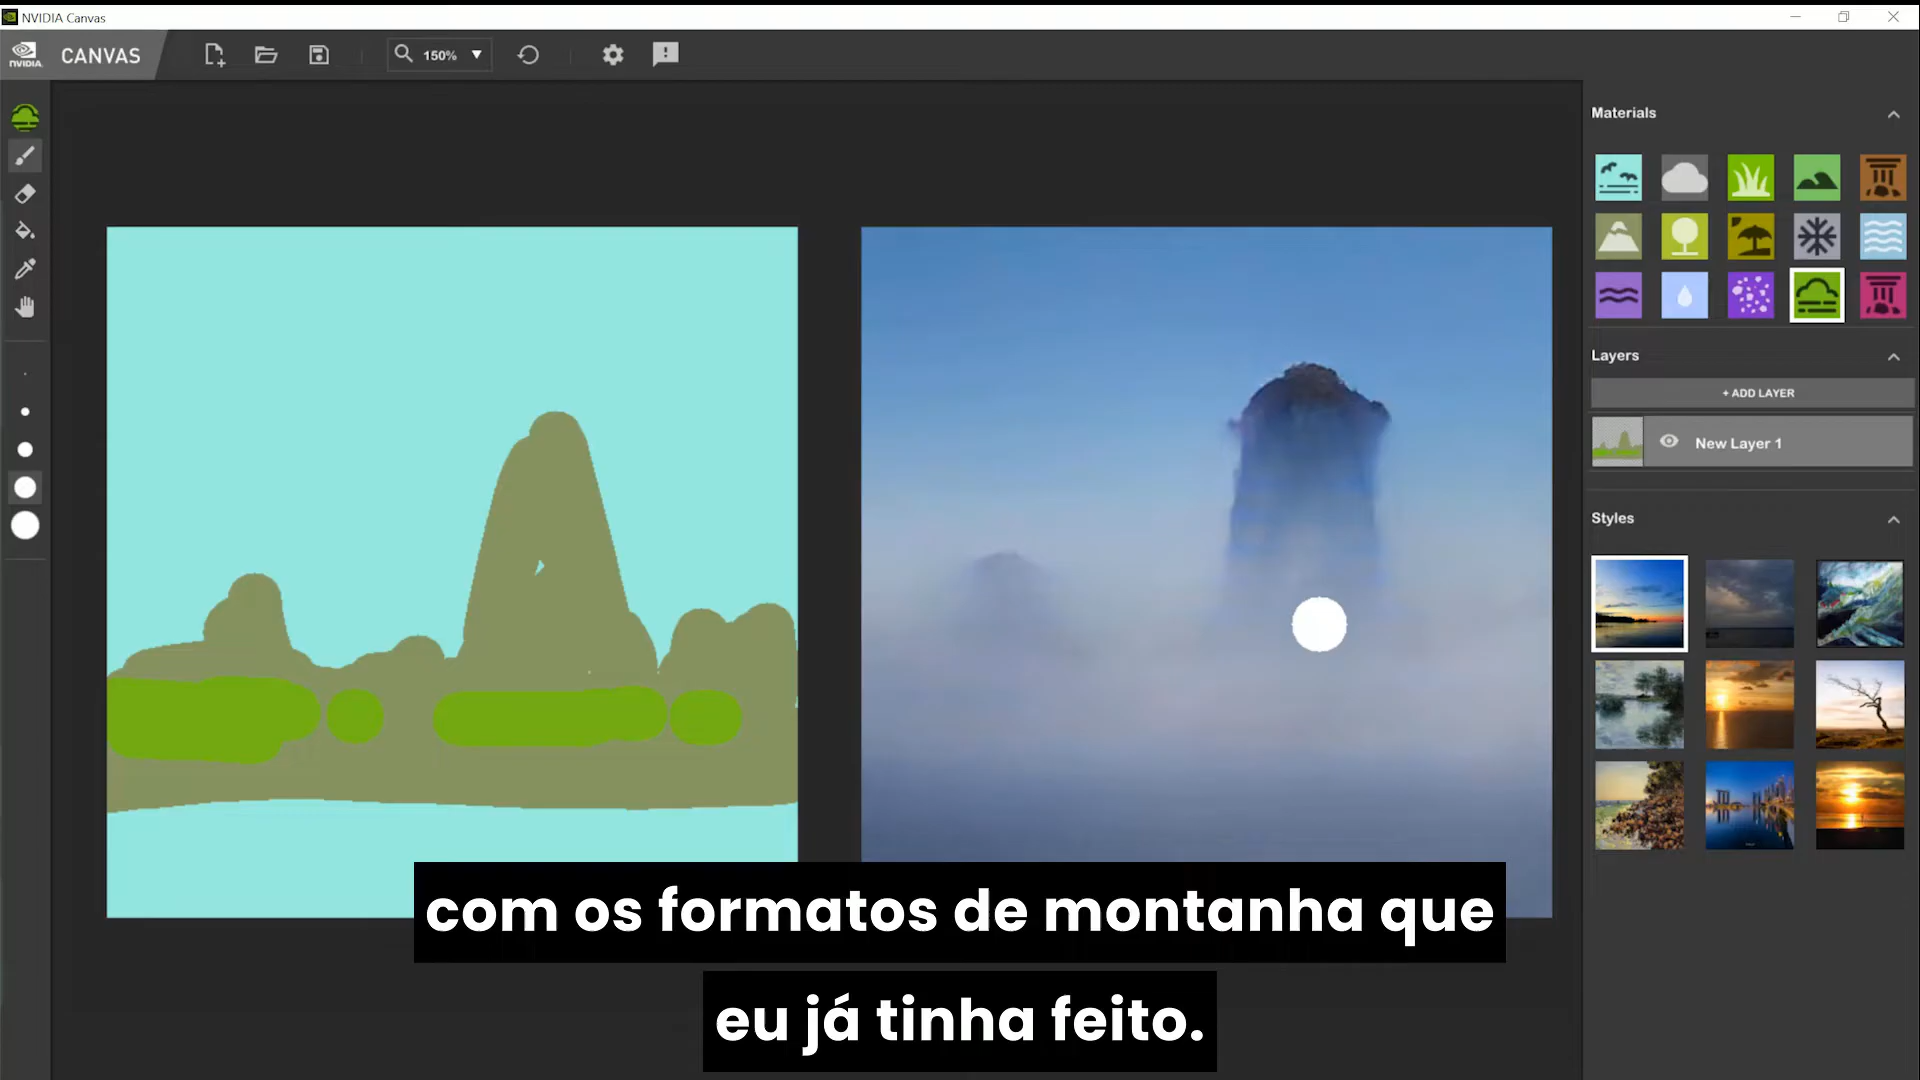 NVIDIA Canvas
NVIDIA
CANVAS
150%
Materials
Layers
+ ADD LAYER
New Layer 1
Styles
com os formatos de montanha que
eu já tinha feito.